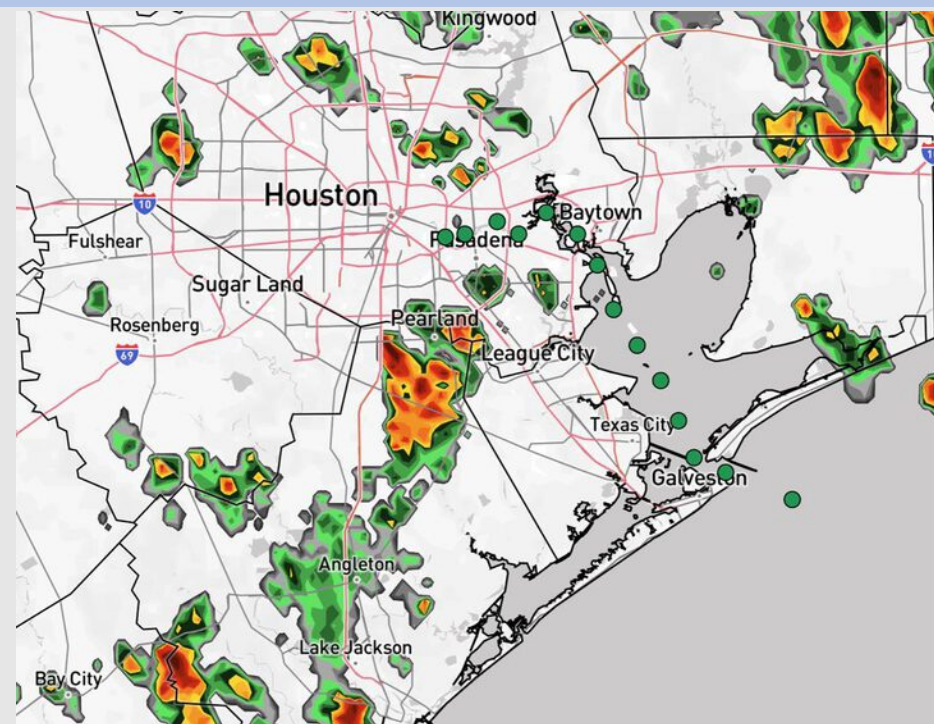 Kingwood
Houston
10
Baytown
Pasadena
Fulshear
Sugar Land
Rosenberg
Pearland
69
League City
Texas City
Galveston
Angleton
Lake Jackson
Bay City